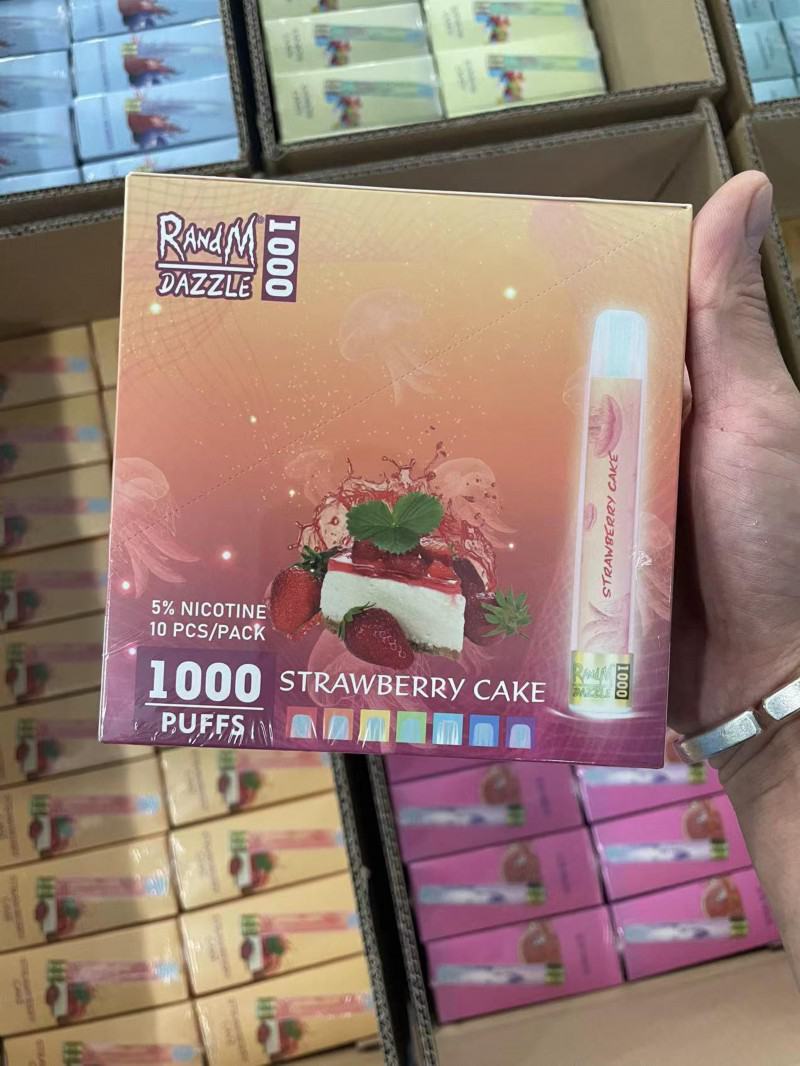 RandM®
DAZZLE
1000
STRAWBERRY CAKE
RandM
DAZZLE
1000
5% NICOTINE
10 PCS/PACK
1000
PUFFS
STRAWBERRY CAKE